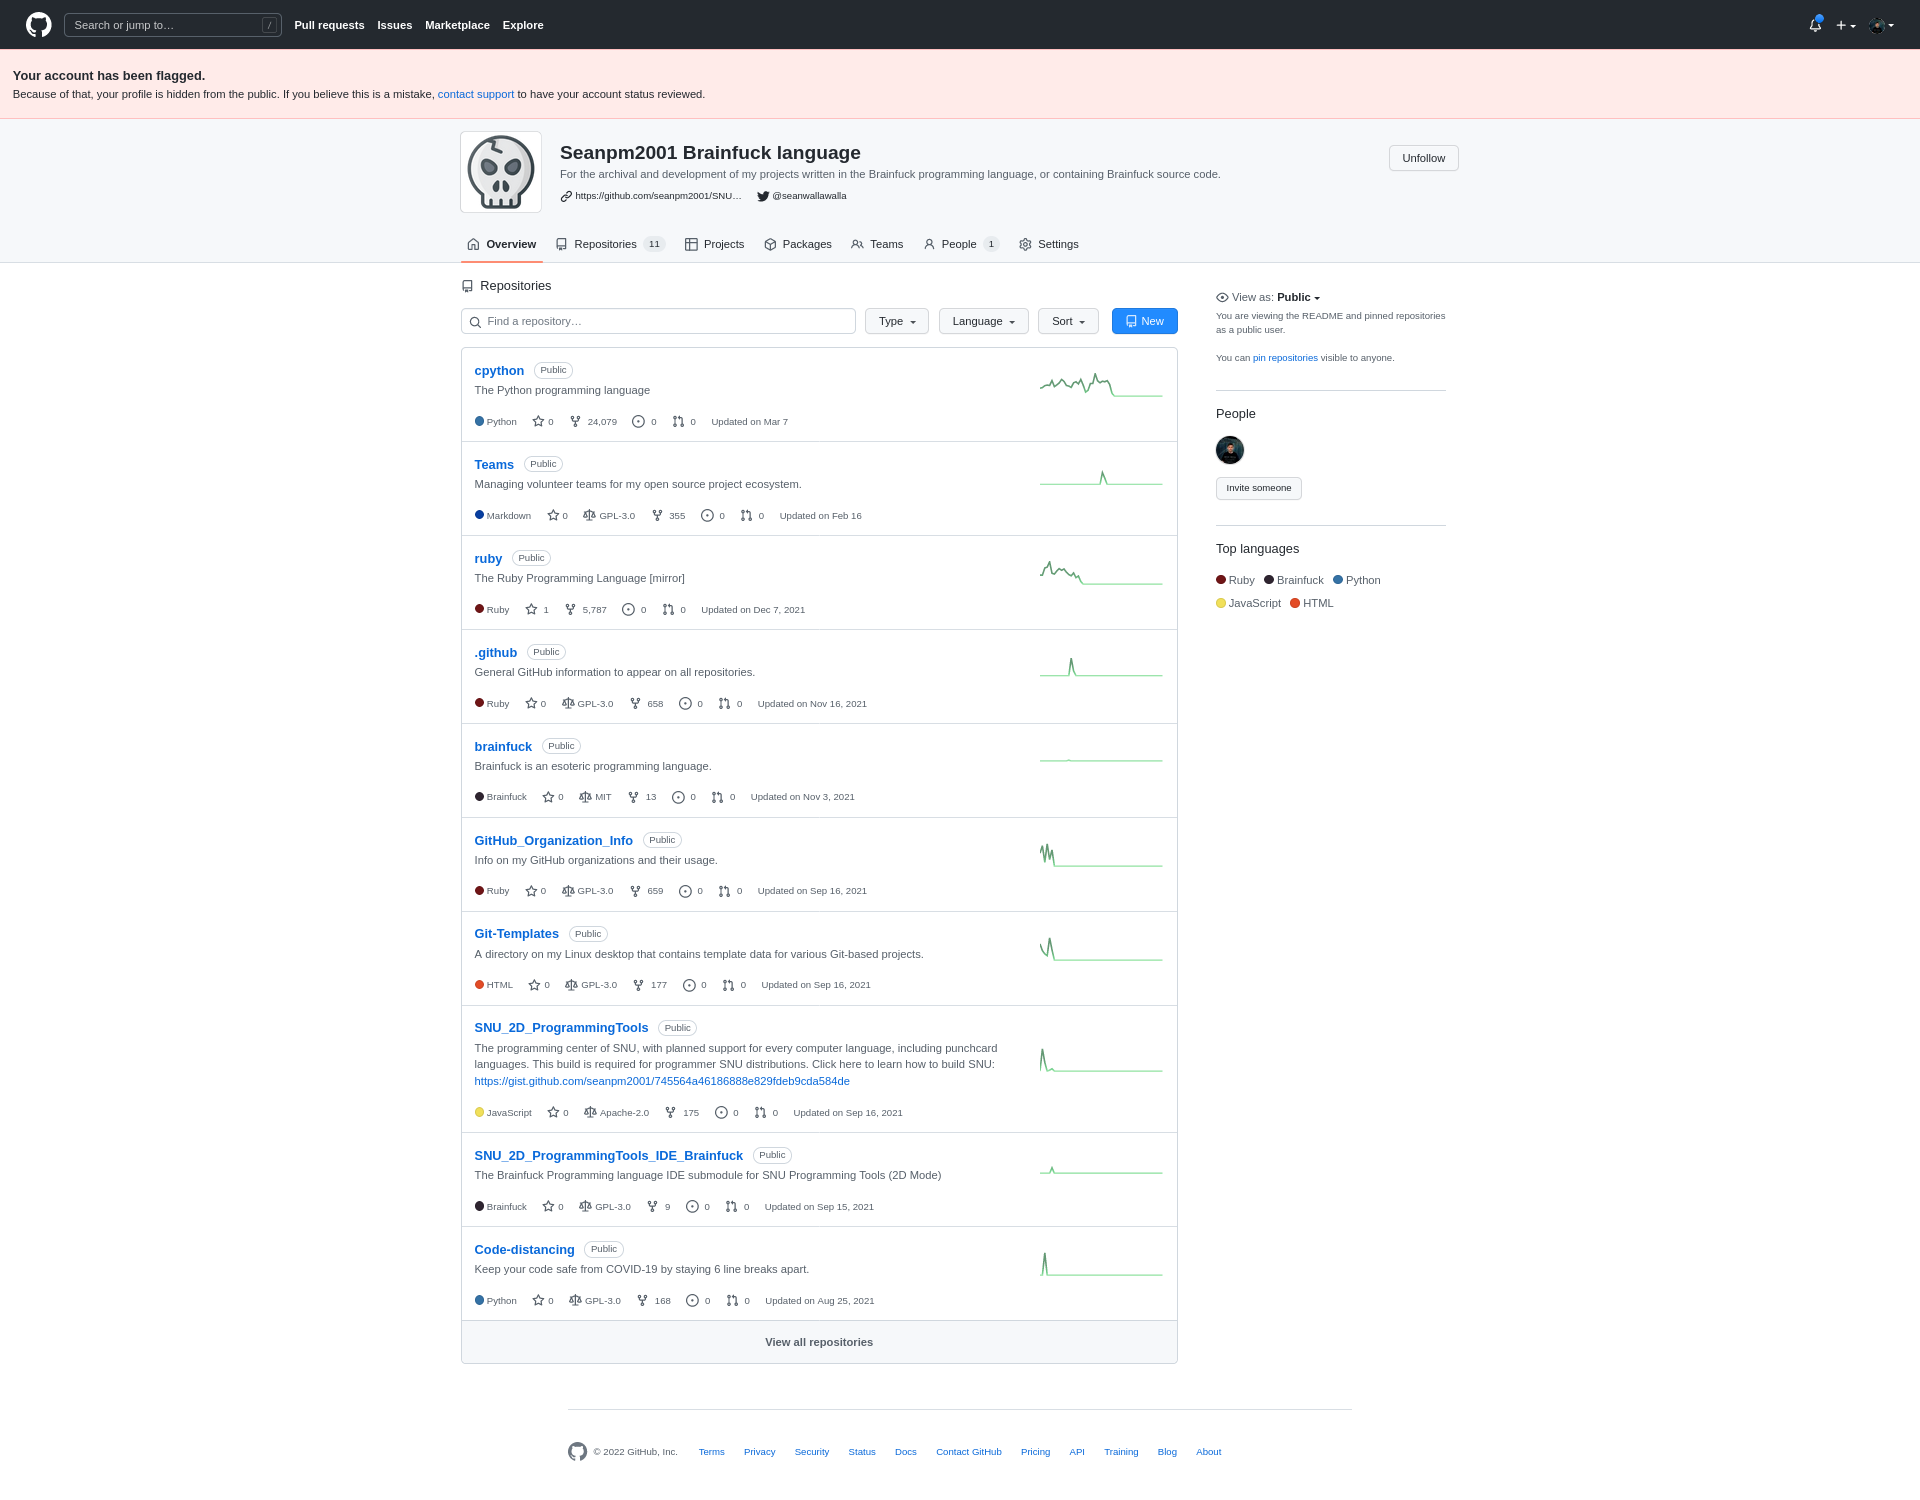 Search or jump to… /
Pull requests Issues Marketplace Explore
Your account has been flagged.
Because of that, your profile is hidden from the public. If you believe this is a mistake, contact support to have your account status reviewed.
Seanpm2001 Brainfuck language
Unfollow
For the archival and development of my projects written in the Brainfuck programming language, or containing Brainfuck source code.
https://github.com/seanpm2001/SNU… @seanwallawalla
Overview Repositories 11 Projects Packages Teams People 1 Settings
Repositories
Find a repository… Type Language Sort New
cpython Public
The Python programming language
Python 0 24,079 0 0 Updated on Mar 7
Teams Public
Managing volunteer teams for my open source project ecosystem.
Markdown 0 GPL-3.0 355 0 0 Updated on Feb 16
ruby Public
The Ruby Programming Language [mirror]
Ruby 1 5,787 0 0 Updated on Dec 7, 2021
.github Public
General GitHub information to appear on all repositories.
Ruby 0 GPL-3.0 658 0 0 Updated on Nov 16, 2021
brainfuck Public
Brainfuck is an esoteric programming language.
Brainfuck 0 MIT 13 0 0 Updated on Nov 3, 2021
GitHub_Organization_Info Public
Info on my GitHub organizations and their usage.
Ruby 0 GPL-3.0 659 0 0 Updated on Sep 16, 2021
Git-Templates Public
A directory on my Linux desktop that contains template data for various Git-based projects.
HTML 0 GPL-3.0 177 0 0 Updated on Sep 16, 2021
SNU_2D_ProgrammingTools Public
The programming center of SNU, with planned support for every computer language, including punchcard
languages. This build is required for programmer SNU distributions. Click here to learn how to build SNU:
https://gist.github.com/seanpm2001/745564a46186888e829fdeb9cda584de
JavaScript 0 Apache-2.0 175 0 0 Updated on Sep 16, 2021
SNU_2D_ProgrammingTools_IDE_Brainfuck Public
The Brainfuck Programming language IDE submodule for SNU Programming Tools (2D Mode)
Brainfuck 0 GPL-3.0 9 0 0 Updated on Sep 15, 2021
Code-distancing Public
Keep your code safe from COVID-19 by staying 6 line breaks apart.
Python 0 GPL-3.0 168 0 0 Updated on Aug 25, 2021
View all repositories
View as: Public
You are viewing the README and pinned repositories
as a public user.
You can pin repositories visible to anyone.
People
Invite someone
Top languages
Ruby Brainfuck Python
JavaScript HTML
© 2022 GitHub, Inc. Terms Privacy Security Status Docs Contact GitHub Pricing API Training Blog About